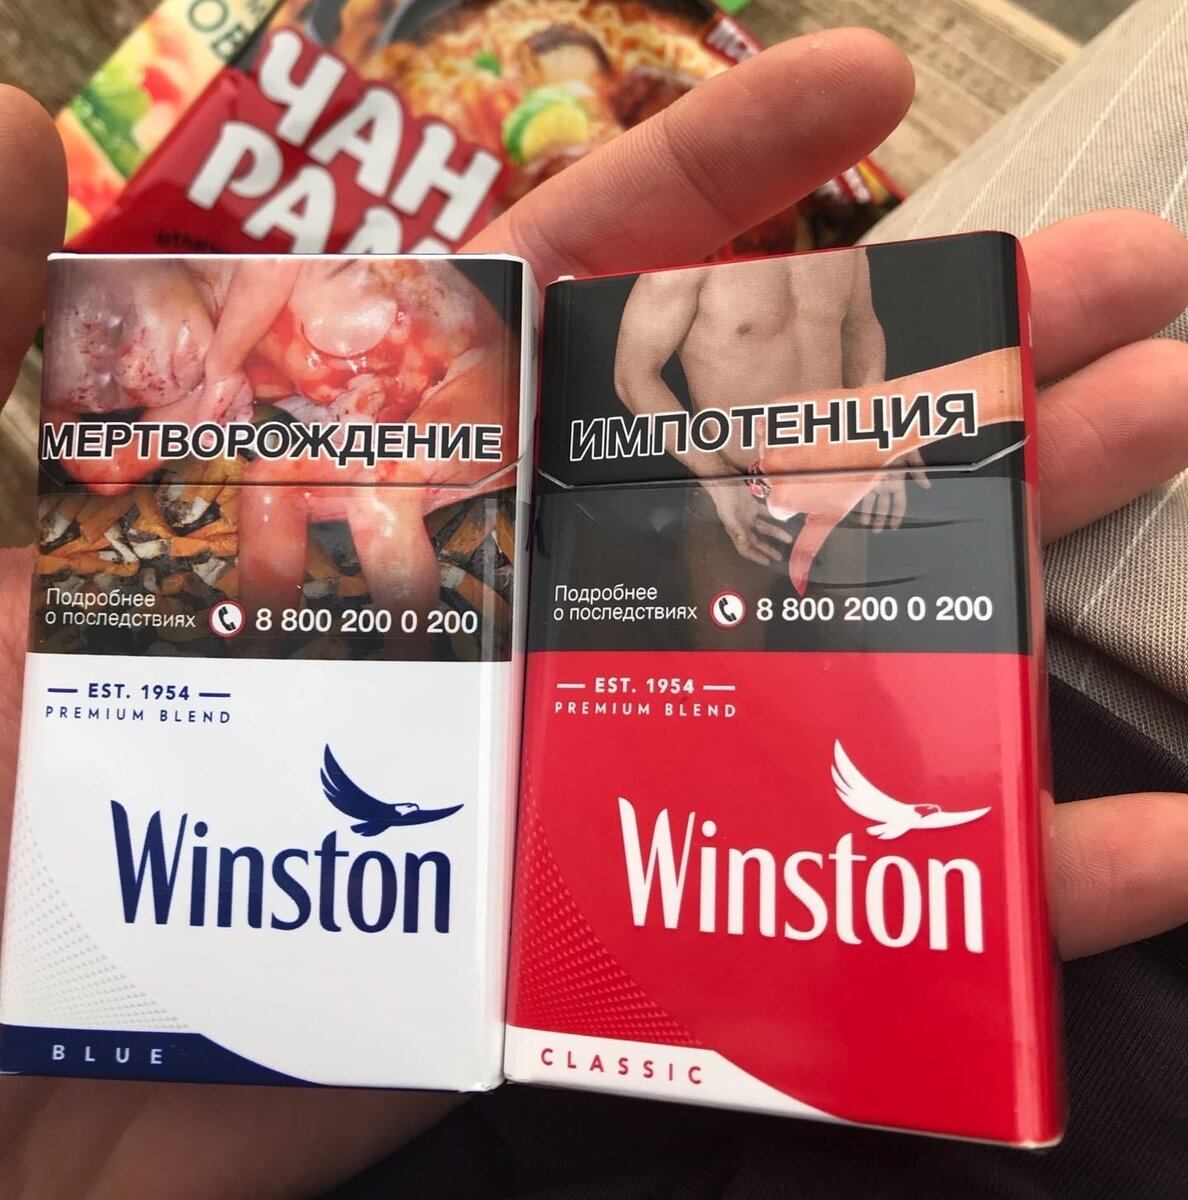 ЧАН
МЕРТВОРОЖДЕНИЕ
Подробнее
о последствиях
8 800 200 0 200
EST. 1954
PREMIUM BLEND
Winston
BLUE
ИМПОТЕНЦИЯ
Подробнее
о последствиях
8 800 200 0 200
EST. 1954
PREMIUM BLEND
Winston
CLASSIC